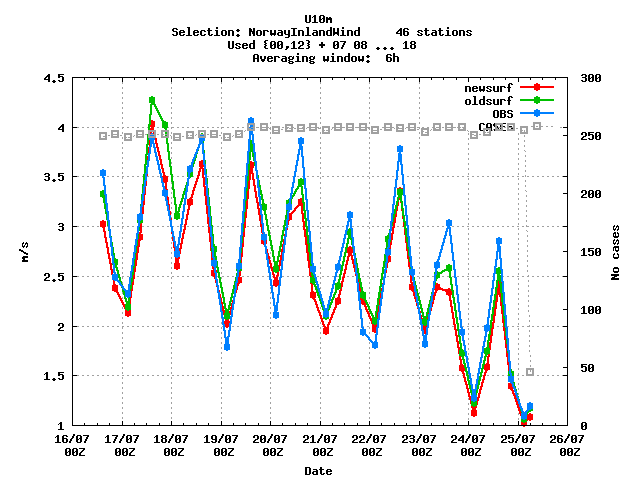 U10m
Selection: NorwayInlandWind     46 stations
Used {00,12} + 07 08 ... 18
Averaging window:  6h
newsurf
oldsurf
OBS
CASES
4.5
4
3.5
3
2.5
2
1.5
1
m/s
300
250
200
150
100
50
0
No cases
16/07 17/07 18/07 19/07 20/07 21/07 22/07 23/07 24/07 25/07 26/07
00Z 00Z 00Z 00Z 00Z 00Z 00Z 00Z 00Z 00Z 00Z
Date